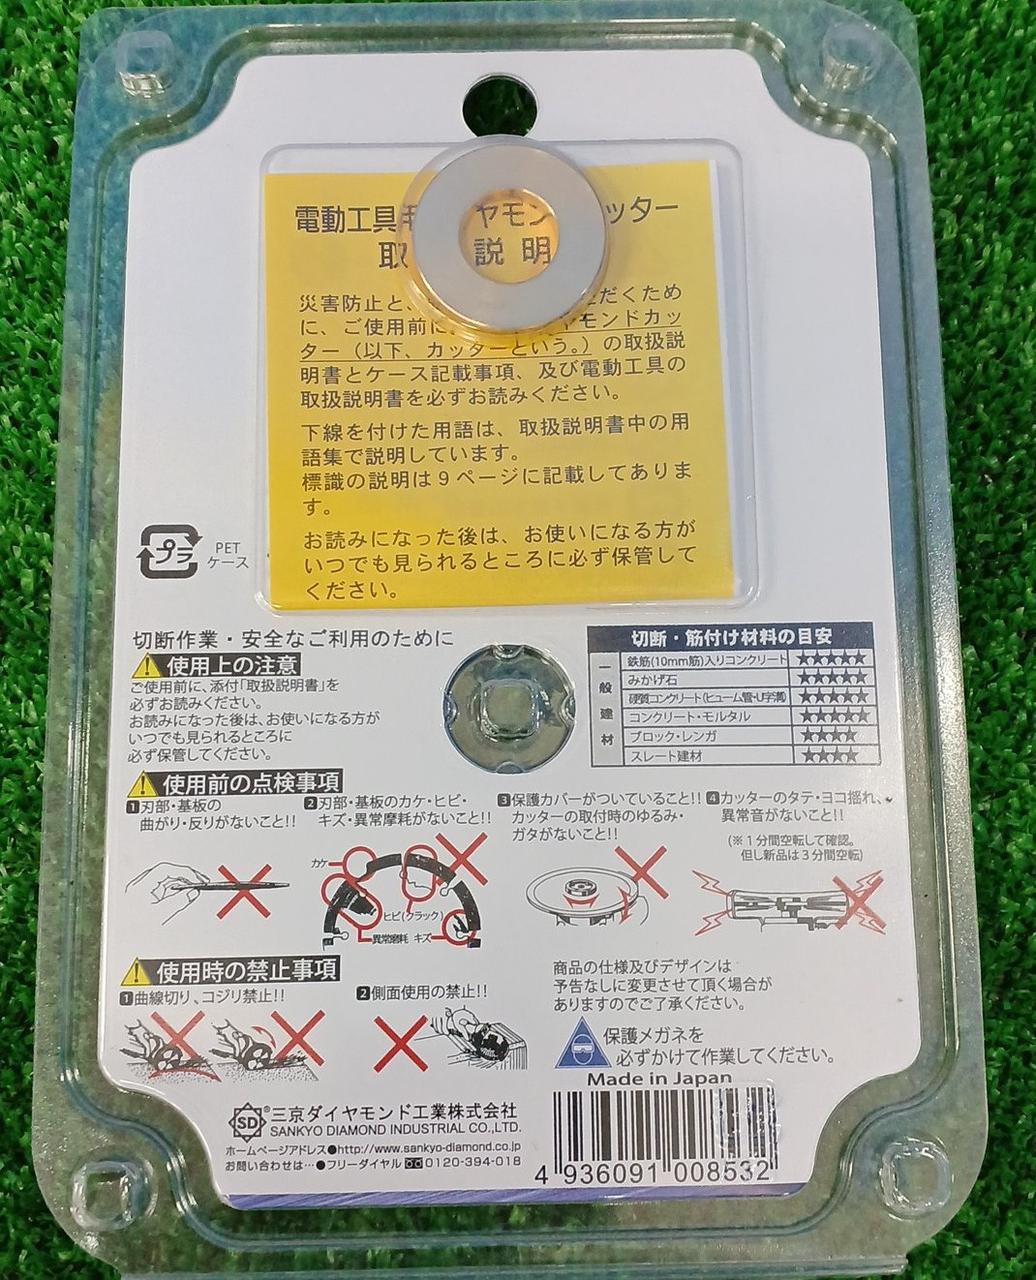 電動工具 ヤモン ッター
取 説 明
災害防止と、 ただくため
に、ご使用前に ヤモンドカッ
ター（以下、カッターという。）の取扱説
明書とケース記載事項、及び電動工具の
取扱説明書を必ずお読みください。
下線を付けた用語は、取扱説明書中の用
語集で説明しています。
標識の説明は９ページに記載してありま
す。
お読みになった後は、お使いになる方が
いつでも見られるところに必ず保管して
ください。
プラ
PET
ケース
切断作業・安全なご利用のために
使用上の注意
ご使用前に、添付「取扱説明書」を
必ずお読みください。
お読みになった後は、お使いになる方が
いつでも見られるところに
必ず保管してください。
切断・筋付け材料の目安
一般建材
鉄筋(10mm筋)入りコンクリート ★★★★★
みかげ石 ★★★★★
硬質コンクリート(ヒューム管・U字溝) ★★★★★
コンクリート・モルタル ★★★★★
ブロック・レンガ ★★★★
スレート建材 ★★★★
使用前の点検事項
1 刃部・基板の
曲がり・反りがないこと!!
2 刃部・基板のカケ・ヒビ・
キズ・異常摩耗がないこと!!
カケ
ヒビ(クラック)
異常磨耗 キズ
3 保護カバーがついていること!!
カッターの取付時のゆるみ・
ガタがないこと!!
4 カッターのタテ・ヨコ揺れ、
異常音がないこと!!
(※１分間空転して確認。
但し新品は３分間空転)
使用時の禁止事項
1 曲線切り、コジリ禁止!!
2 側面使用の禁止!!
商品の仕様及びデザインは
予告なしに変更させて頂く場合が
ありますのでご了承ください。
保護メガネを
必ずかけて作業してください。
Made in Japan
SD ® 三京ダイヤモンド工業株式会社
SANKYO DIAMOND INDUSTRIAL CO.,LTD.
ホームページアドレス●http://www.sankyo-diamond.co.jp
お問い合わせは…●フリーダイヤル 0120-394-018
4 936091 008532